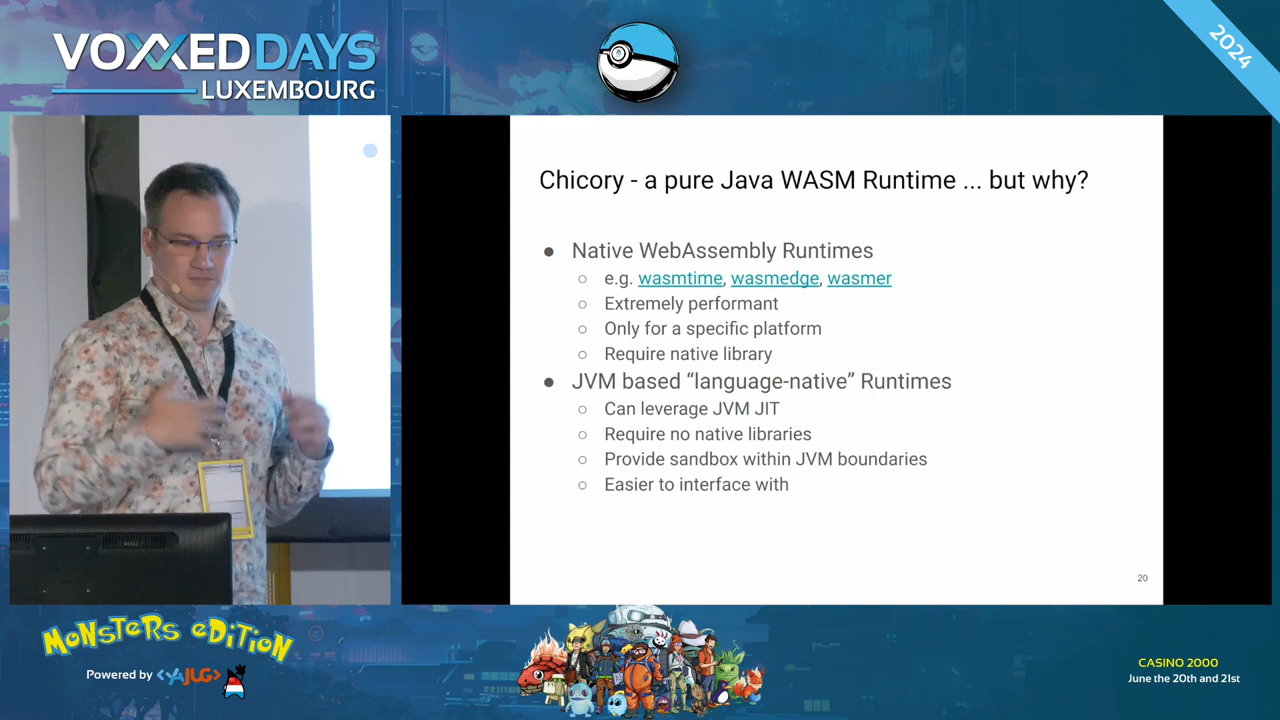 VOXXED DAYS
LUXEMBOURG
2024
Chicory - a pure Java WASM Runtime ... but why?
● Native WebAssembly Runtimes
○ e.g. wasmtime, wasmedge, wasmer
○ Extremely performant
○ Only for a specific platform
○ Require native library
● JVM based “language-native” Runtimes
○ Can leverage JVM JIT
○ Require no native libraries
○ Provide sandbox within JVM boundaries
○ Easier to interface with
20
MONSTERS EDITION
Powered by <YAJUG>
CASINO 2000
June the 20th and 21st